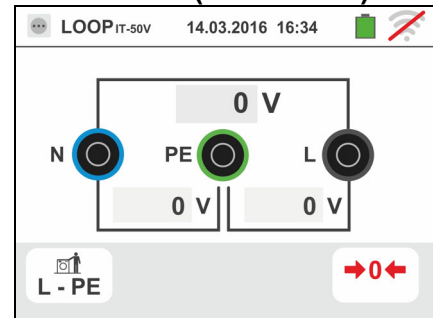 LOOP IT-50V 14.03.2016 16:34
0 V
N PE L
0 V 0 V
L - PE
→0←